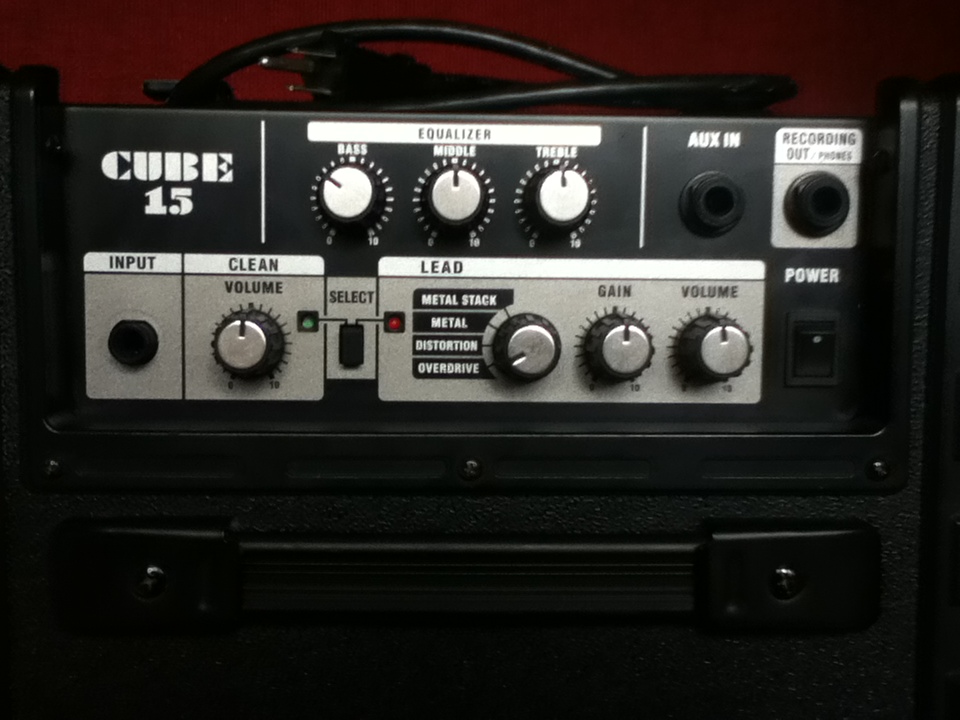 CUBE
15
EQUALIZER
BASS
MIDDLE
TREBLE
0 10
0 10
0 10
AUX IN
RECORDING
OUT / PHONES
INPUT
CLEAN
VOLUME
0 10
SELECT
LEAD
METAL STACK
METAL
DISTORTION
OVERDRIVE
GAIN
0 10
VOLUME
0 10
POWER